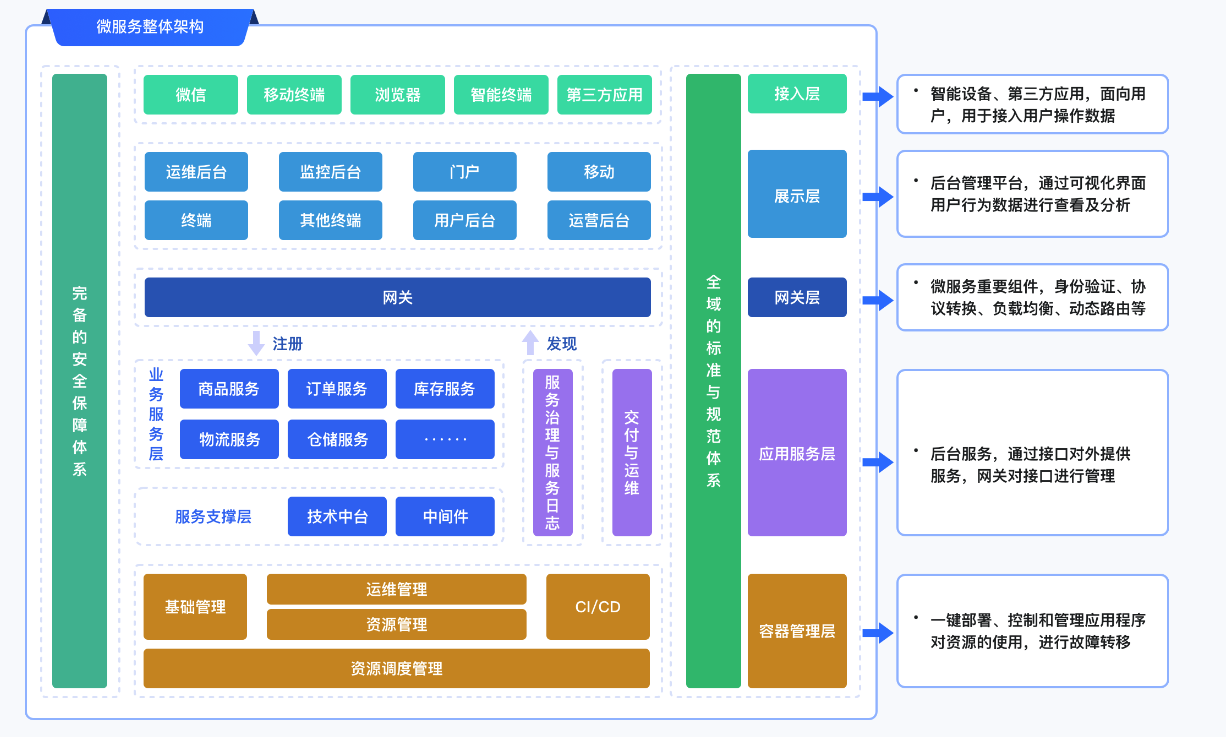 微服务整体架构
完备的安全保障体系
微信
移动终端
浏览器
智能终端
第三方应用
运维后台
监控后台
门户
移动
终端
其他终端
用户后台
运营后台
网关
注册
发现
业务服务层
商品服务
订单服务
库存服务
物流服务
仓储服务
······
服务支撑层
技术中台
中间件
服务治理与服务日志
交付与运维
基础管理
运维管理
资源管理
CI/CD
资源调度管理
全域的标准与规范体系
接入层
展示层
网关层
应用服务层
容器管理层
• 智能设备、第三方应用，面向用
户，用于接入用户操作数据
• 后台管理平台，通过可视化界面
用户行为数据进行查看及分析
• 微服务重要组件，身份验证、协
议转换、负载均衡、动态路由等
• 后台服务，通过接口对外提供
服务，网关对接口进行管理
• 一键部署、控制和管理应用程序
对资源的使用，进行故障转移